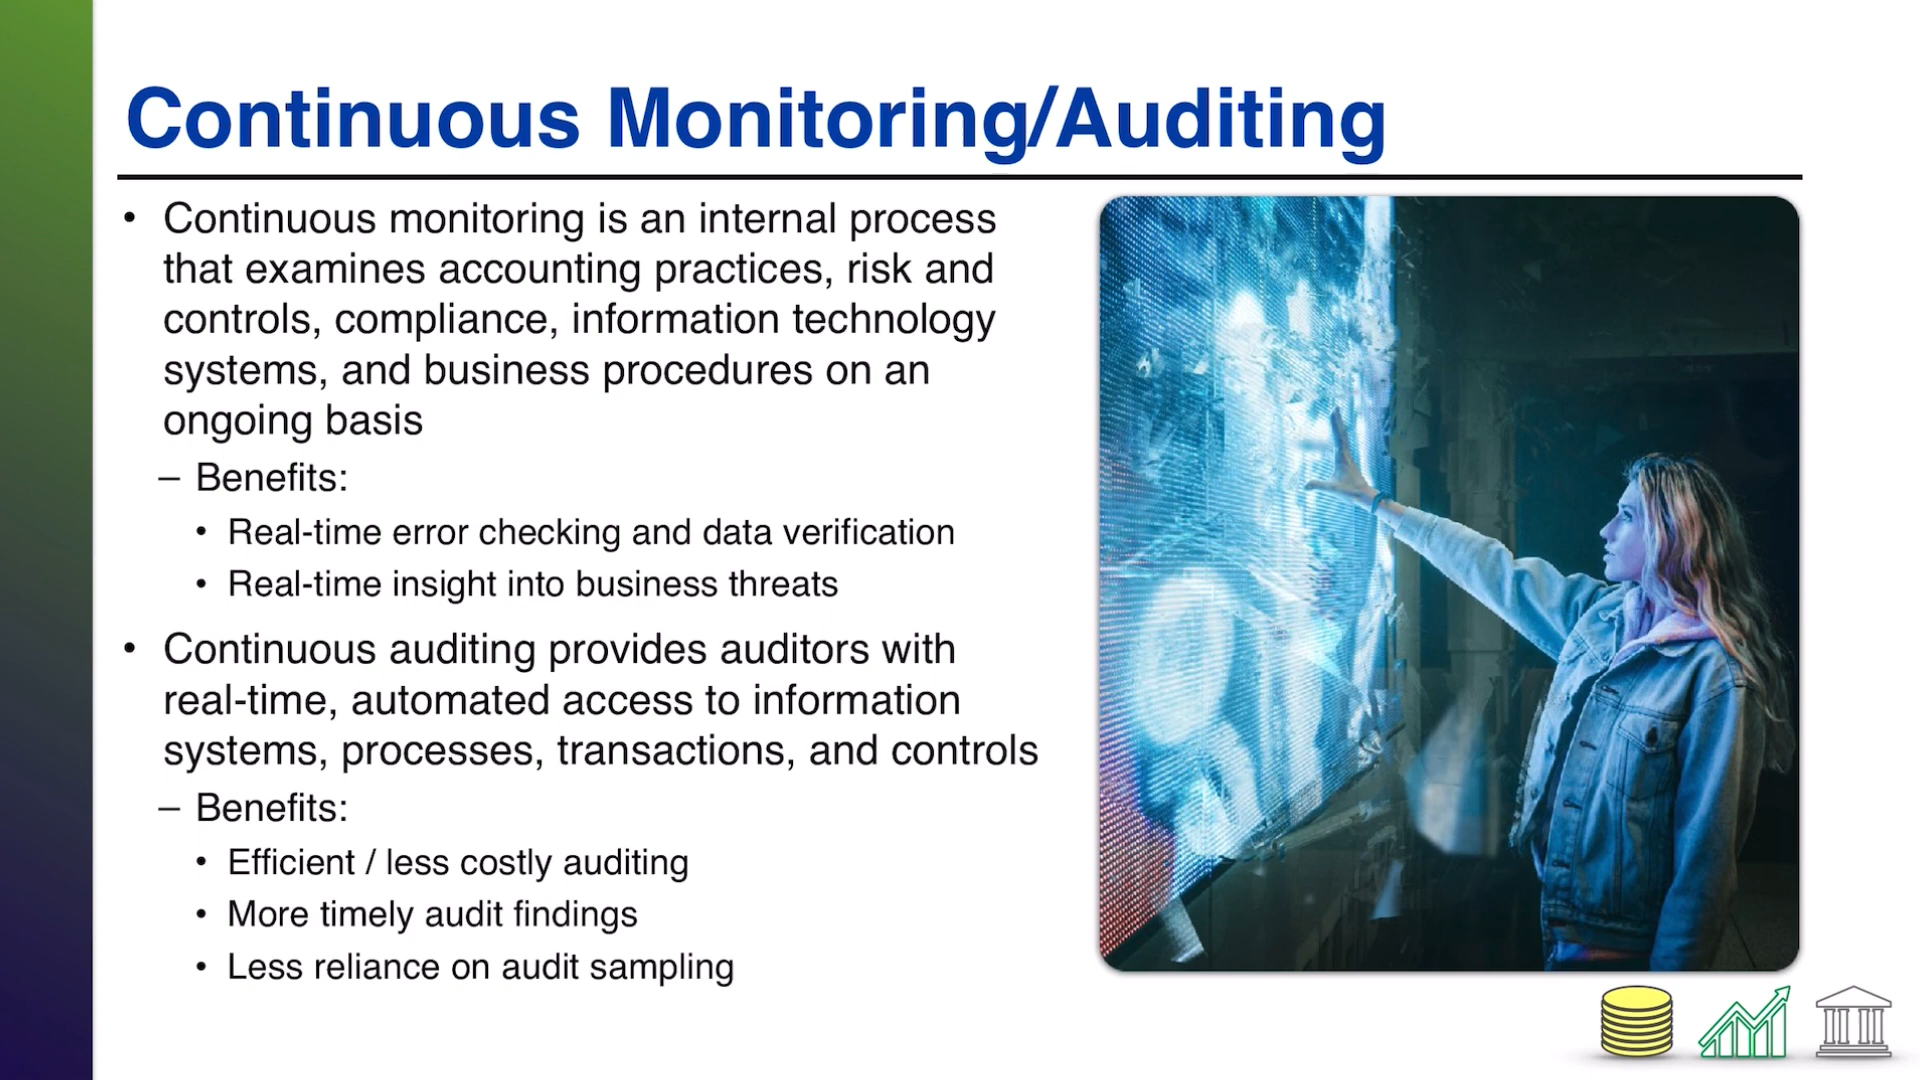 Continuous Monitoring/Auditing
• Continuous monitoring is an internal process
that examines accounting practices, risk and
controls, compliance, information technology
systems, and business procedures on an
ongoing basis
– Benefits:
• Real-time error checking and data verification
• Real-time insight into business threats
• Continuous auditing provides auditors with
real-time, automated access to information
systems, processes, transactions, and controls
– Benefits:
• Efficient / less costly auditing
• More timely audit findings
• Less reliance on audit sampling